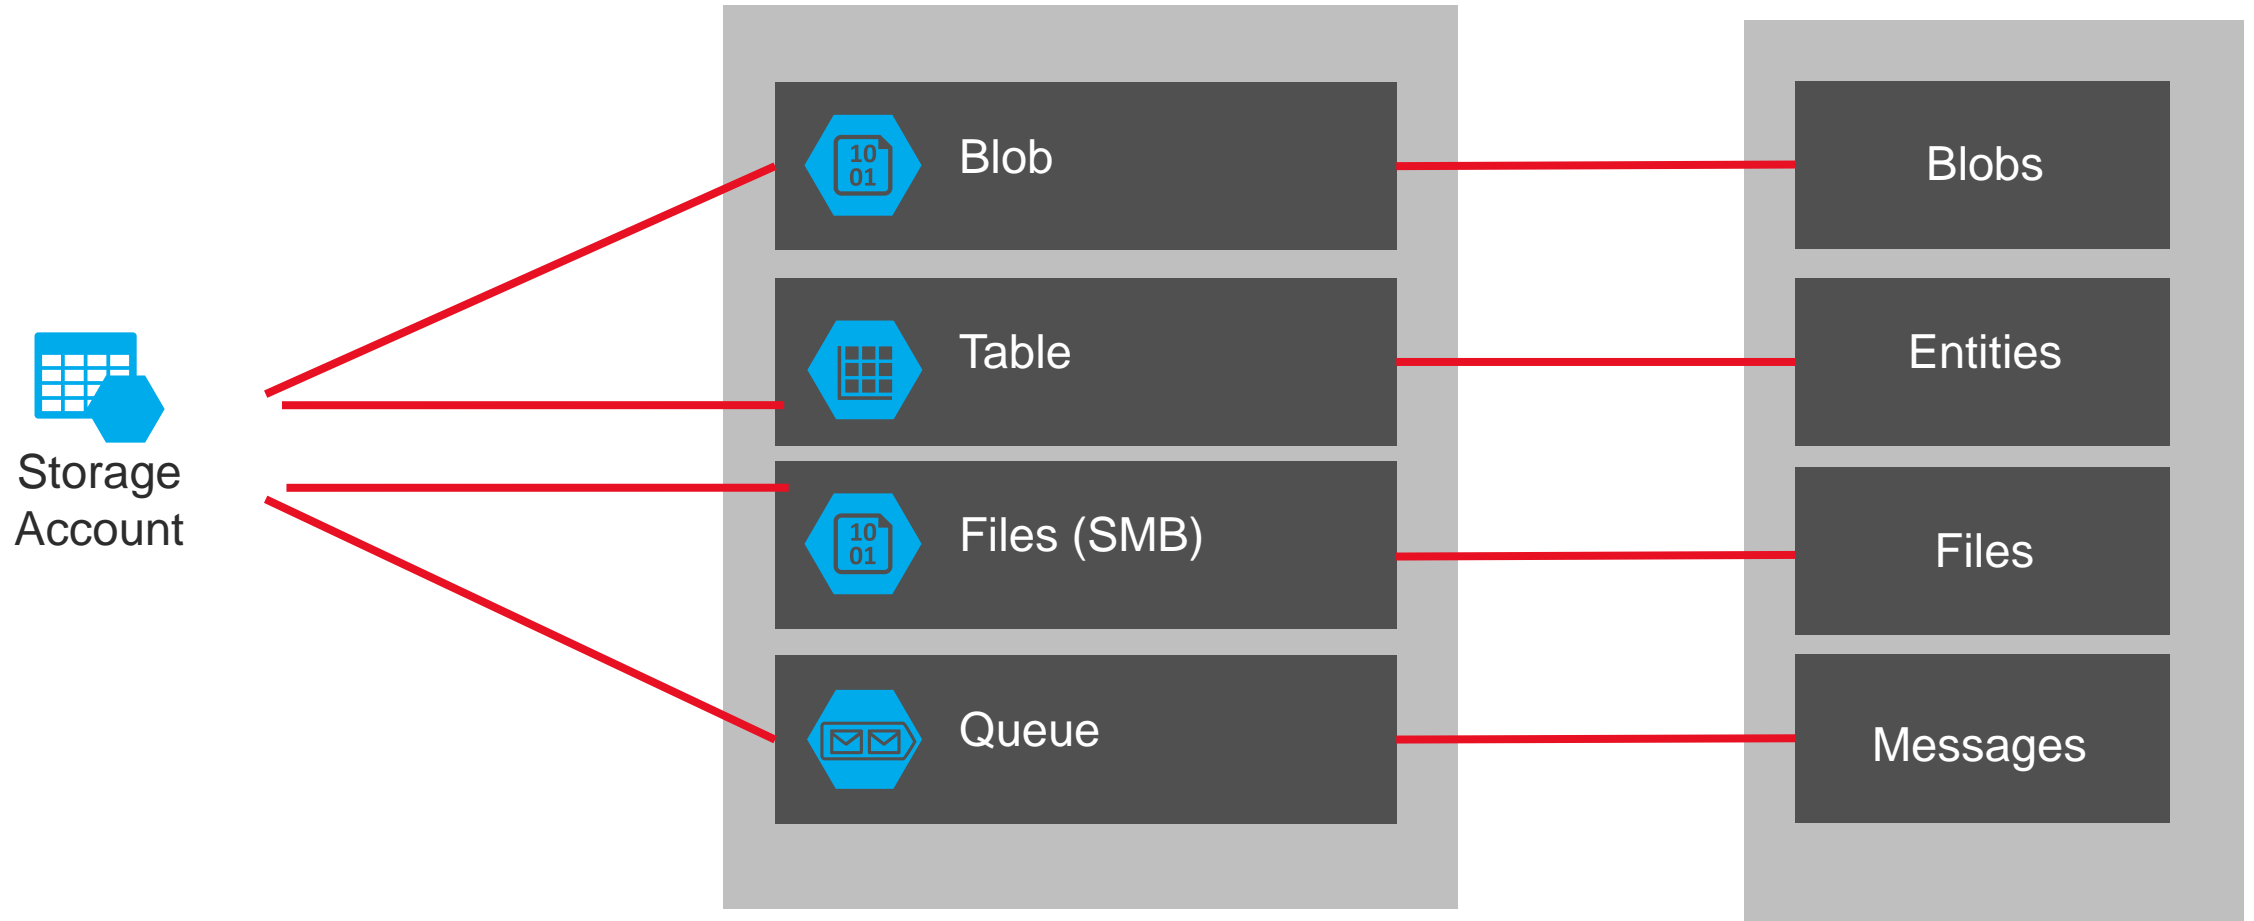 Storage
Account
10
01
Blob
Table
10
01
Files (SMB)
Queue
Blobs
Entities
Files
Messages